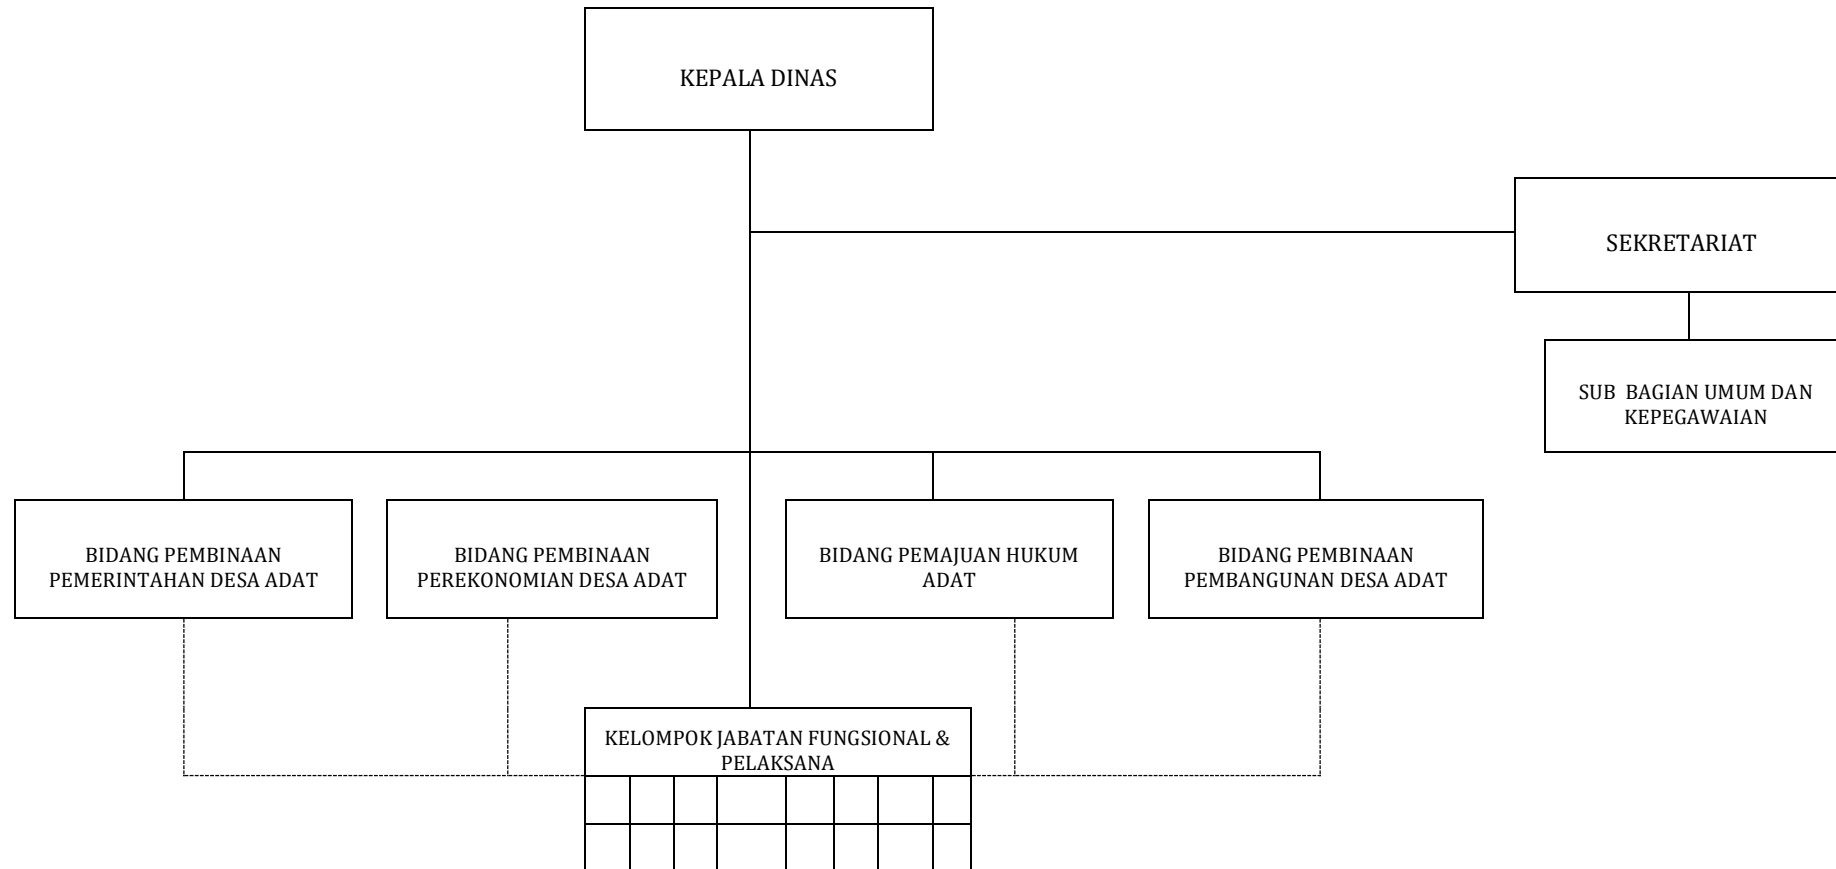 KEPALA DINAS
SEKRETARIAT
SUB BAGIAN UMUM DAN
KEPEGAWAIAN
BIDANG PEMBINAAN
PEMERINTAHAN DESA ADAT
BIDANG PEMBINAAN
PEREKONOMIAN DESA ADAT
BIDANG PEMAJUAN HUKUM
ADAT
BIDANG PEMBINAAN
PEMBANGUNAN DESA ADAT
KELOMPOK JABATAN FUNGSIONAL &
PELAKSANA